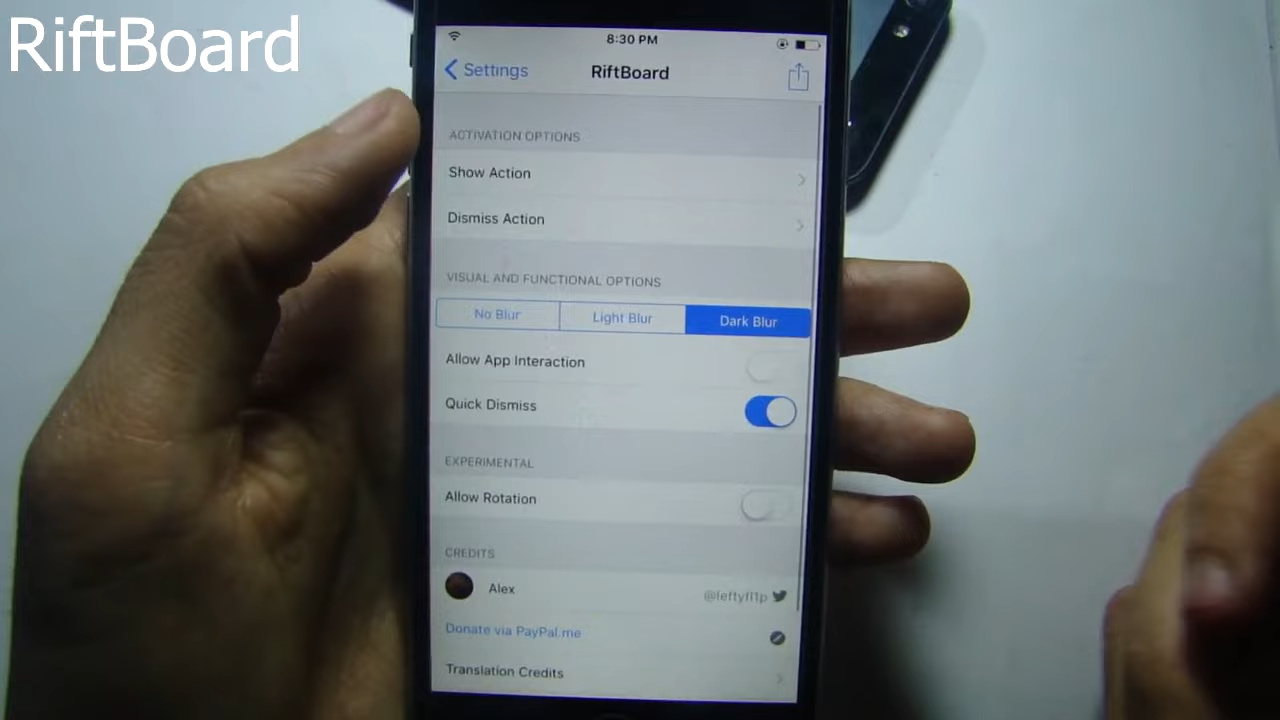 RiftBoard
8:30 PM
Settings
RiftBoard
ACTIVATION OPTIONS
Show Action
Dismiss Action
VISUAL AND FUNCTIONAL OPTIONS
No Blur
Light Blur
Dark Blur
Allow App Interaction
Quick Dismiss
EXPERIMENTAL
Allow Rotation
CREDITS
Alex
@leftyfl1p
Donate via PayPal.me
Translation Credits